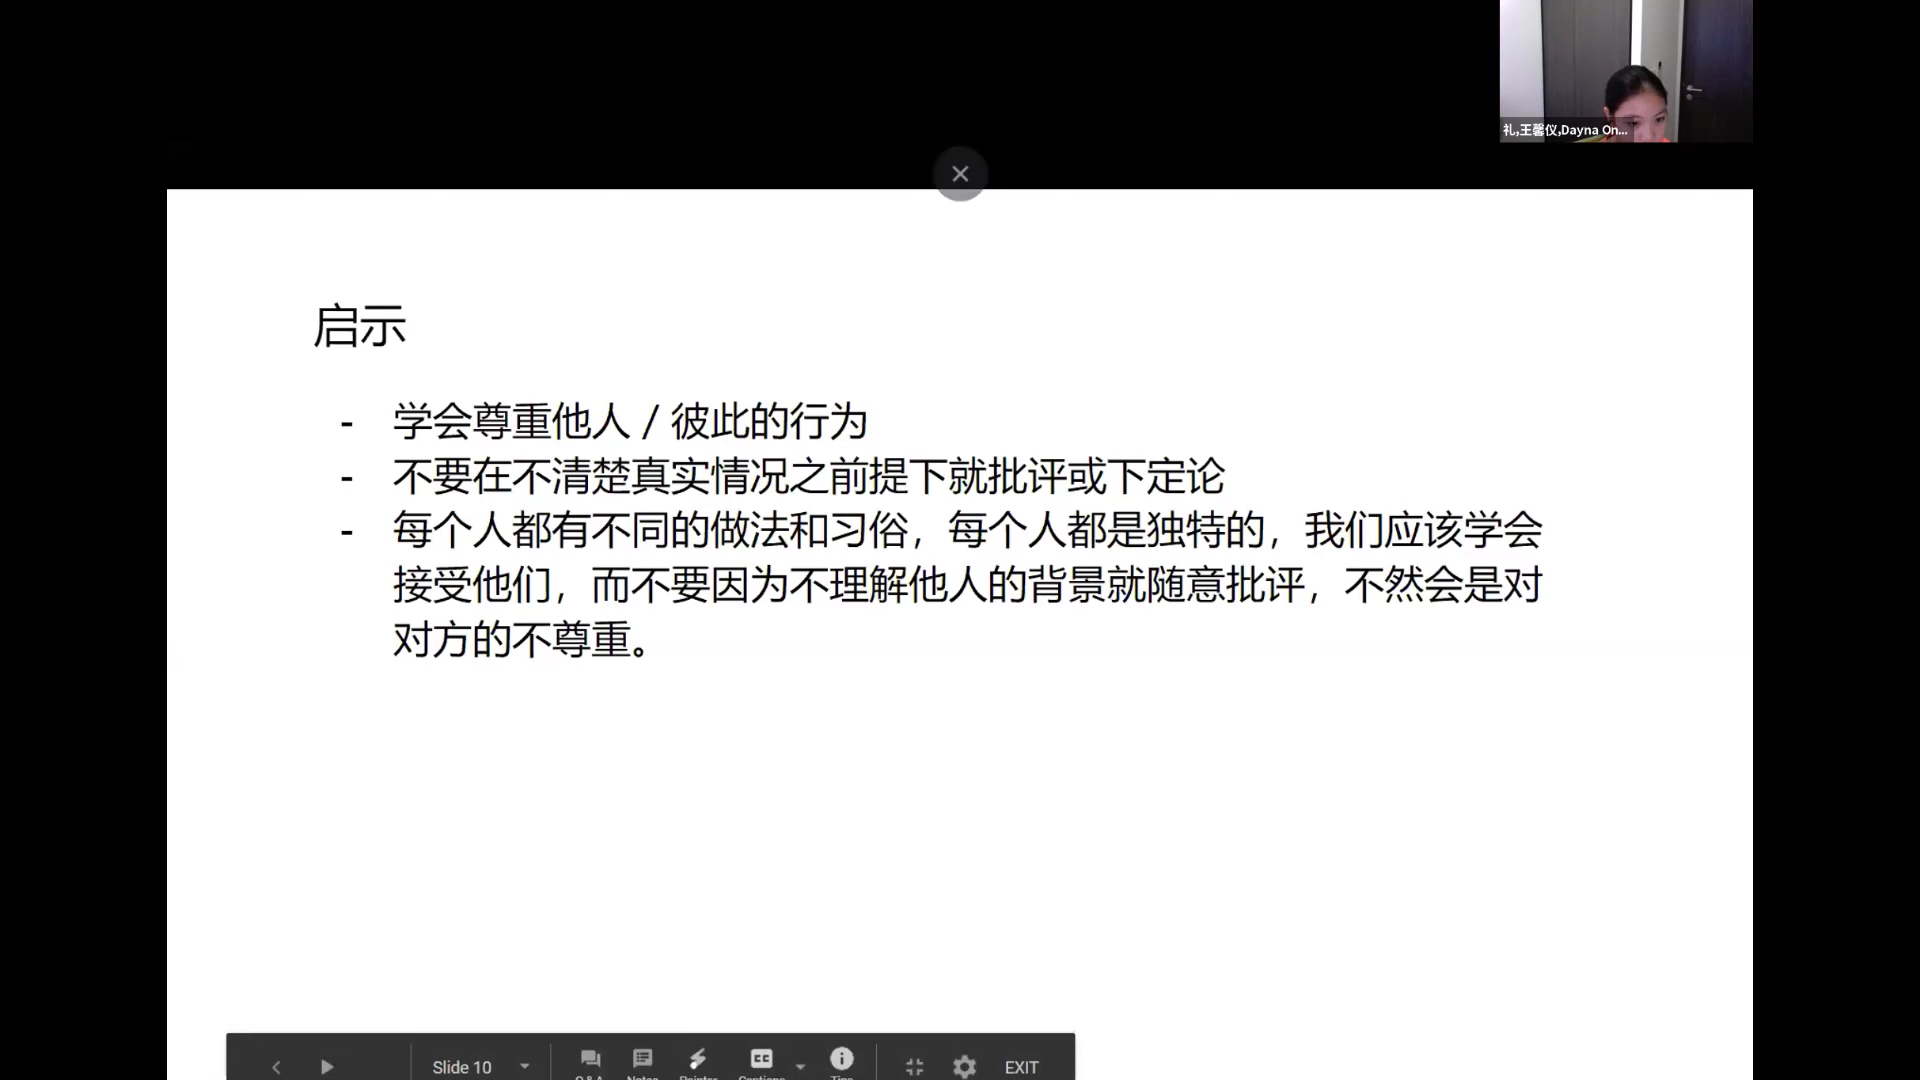 礼,王馨仪,Dayna On...
启示
- 学会尊重他人 / 彼此的行为
- 不要在不清楚真实情况之前提下就批评或下定论
- 每个人都有不同的做法和习俗，每个人都是独特的，我们应该学会
接受他们，而不要因为不理解他人的背景就随意批评，不然会是对
对方的不尊重。
Slide 10
EXIT